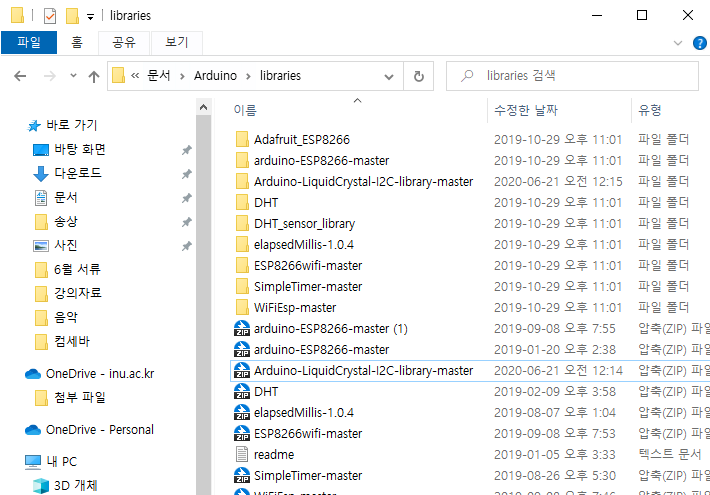 libraries
파일 홈 공유 보기
« 문서 > Arduino > libraries
libraries 검색
이름 수정한 날짜 유형
바로 가기
바탕 화면
다운로드
문서
송상
사진
6월 서류
강의자료
음악
컴세바
OneDrive - inu.ac.kr
첨부 파일
OneDrive - Personal
내 PC
3D 개체
Adafruit_ESP8266 2019-10-29 오후 11:01 파일 폴더
arduino-ESP8266-master 2019-10-29 오후 11:01 파일 폴더
Arduino-LiquidCrystal-I2C-library-master 2020-06-21 오전 12:15 파일 폴더
DHT 2019-10-29 오후 11:01 파일 폴더
DHT_sensor_library 2019-10-29 오후 11:01 파일 폴더
elapsedMillis-1.0.4 2019-10-29 오후 11:01 파일 폴더
ESP8266wifi-master 2019-10-29 오후 11:01 파일 폴더
SimpleTimer-master 2019-10-29 오후 11:01 파일 폴더
WiFiEsp-master 2019-10-29 오후 11:01 파일 폴더
arduino-ESP8266-master (1) 2019-09-08 오후 7:55 압축(ZIP) 파
arduino-ESP8266-master 2019-01-20 오후 2:38 압축(ZIP) 파
Arduino-LiquidCrystal-I2C-library-master 2020-06-21 오전 12:14 압축(ZIP) 파
DHT 2019-02-09 오후 3:58 압축(ZIP) 파
elapsedMillis-1.0.4 2019-08-07 오후 1:04 압축(ZIP) 파
ESP8266wifi-master 2019-09-08 오후 7:53 압축(ZIP) 파
readme 2019-01-05 오후 3:33 텍스트 문서
SimpleTimer-master 2019-08-26 오후 5:30 압축(ZIP) 파